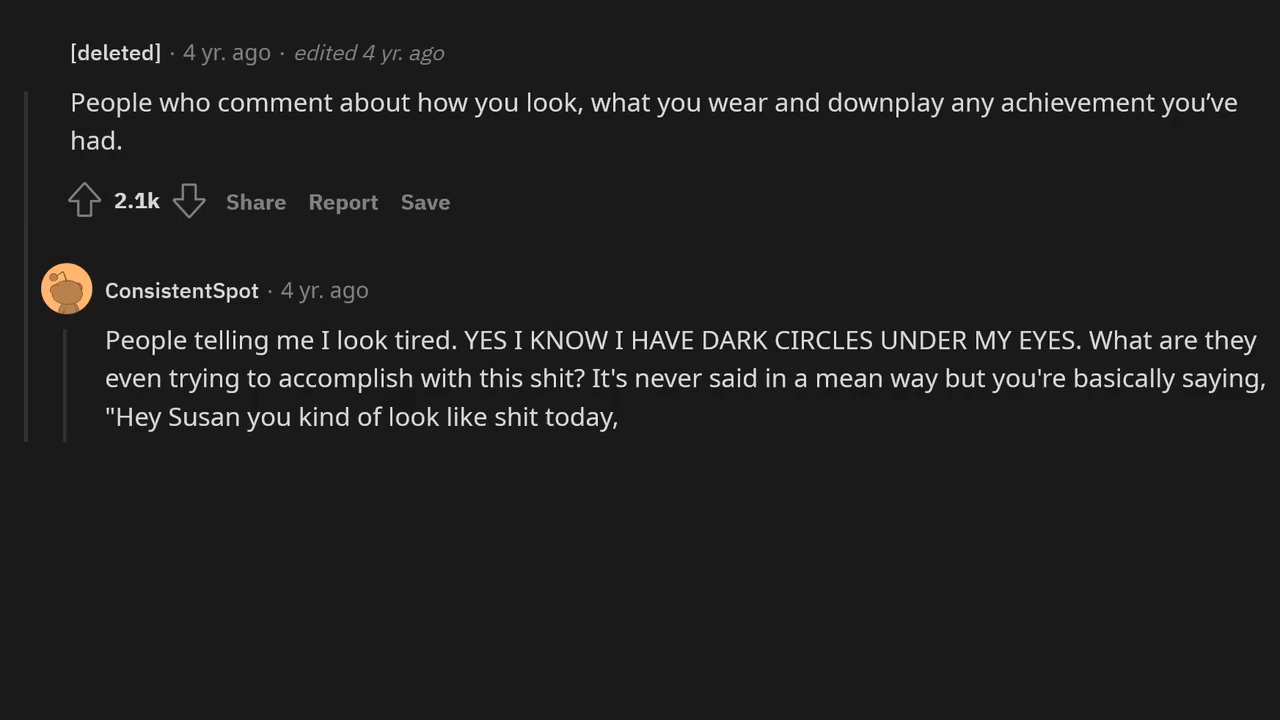 [deleted] · 4 yr. ago · edited 4 yr. ago
People who comment about how you look, what you wear and downplay any achievement you’ve
had.
2.1k Share Report Save
ConsistentSpot · 4 yr. ago
People telling me I look tired. YES I KNOW I HAVE DARK CIRCLES UNDER MY EYES. What are they
even trying to accomplish with this shit? It's never said in a mean way but you're basically saying,
"Hey Susan you kind of look like shit today,